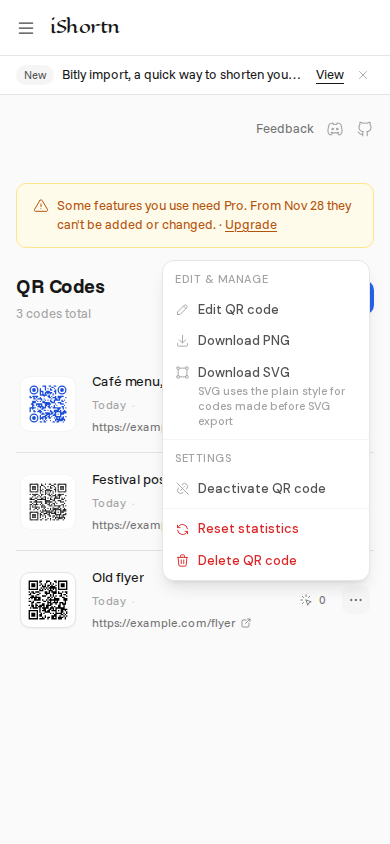 iShortn
New Bitly import, a quick way to shorten you... View
Feedback
Some features you use need Pro. From Nov 28 they
can't be added or changed. · Upgrade
QR Codes
3 codes total
EDIT & MANAGE
Edit QR code
Download PNG
Download SVG
SVG uses the plain style for
codes made before SVG
export
SETTINGS
Deactivate QR code
Reset statistics
Delete QR code
Café menu,
Today ·
https://exam
Festival pos
Today ·
https://exam
Old flyer
Today ·
0
https://example.com/flyer